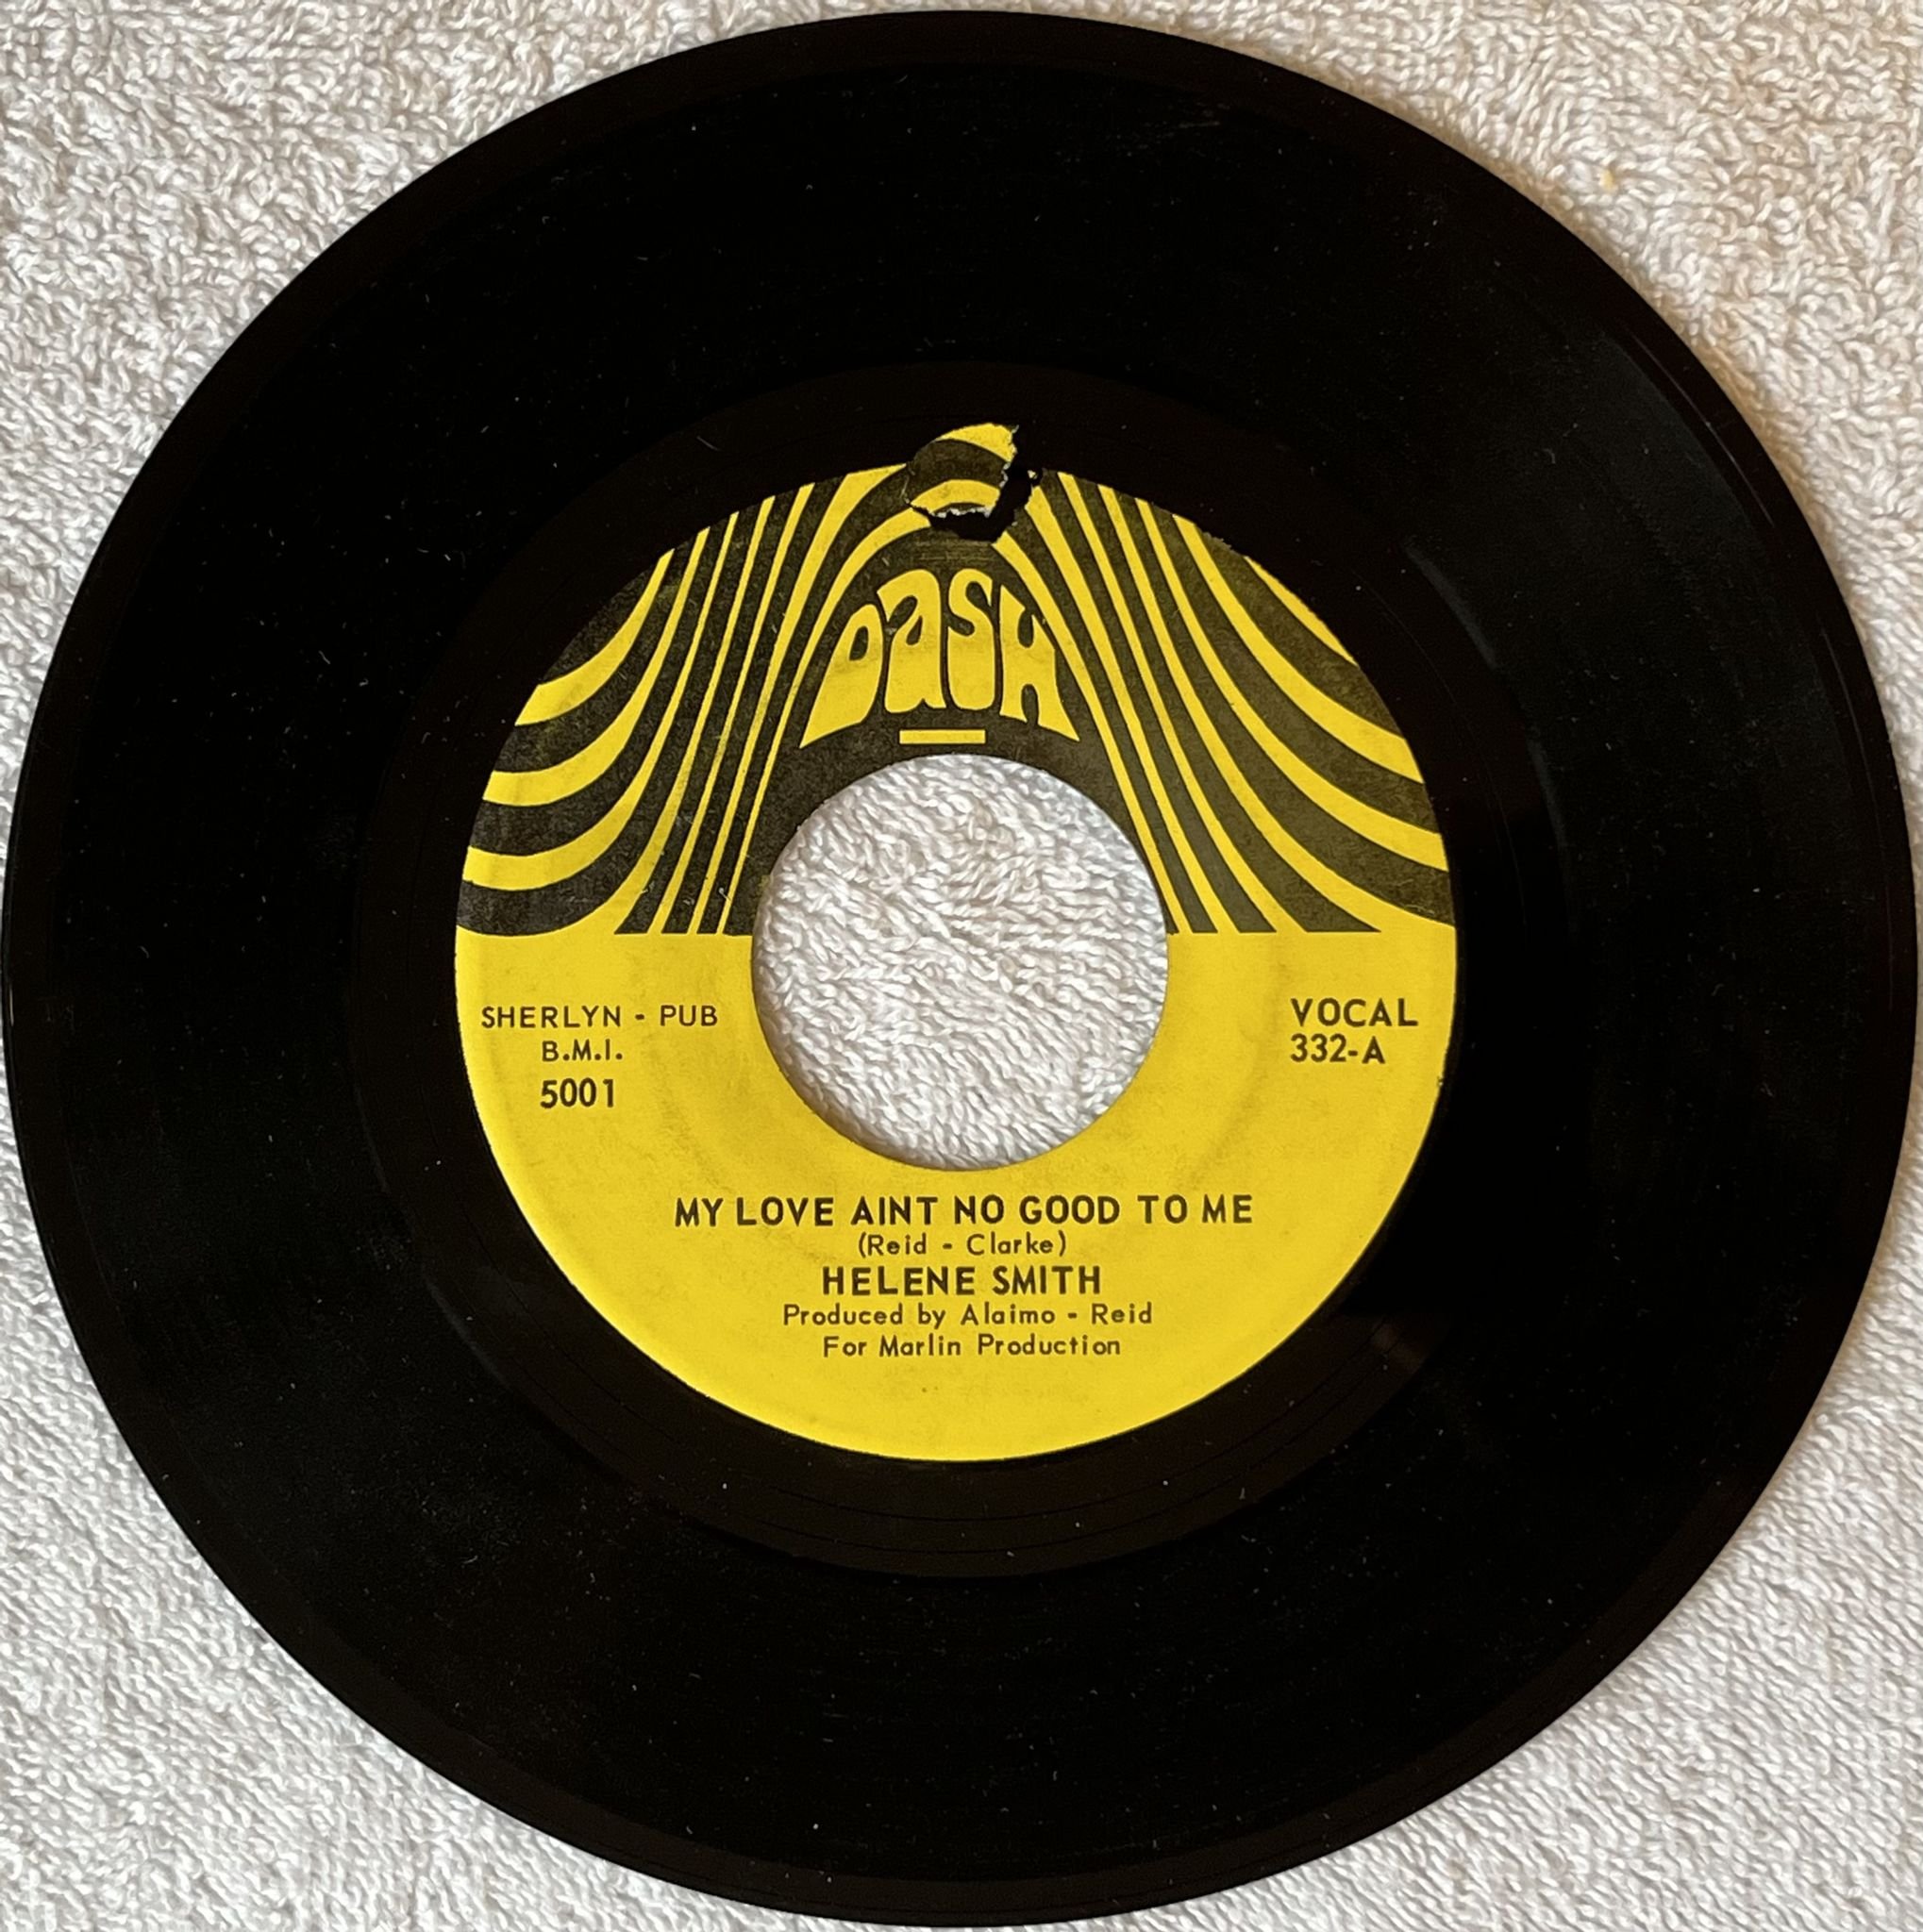 DASH
SHERLYN - PUB
B.M.I.
5001
VOCAL
332-A
MY LOVE AINT NO GOOD TO ME
(Reid - Clarke)
HELENE SMITH
Produced by Alaimo - Reid
For Marlin Production